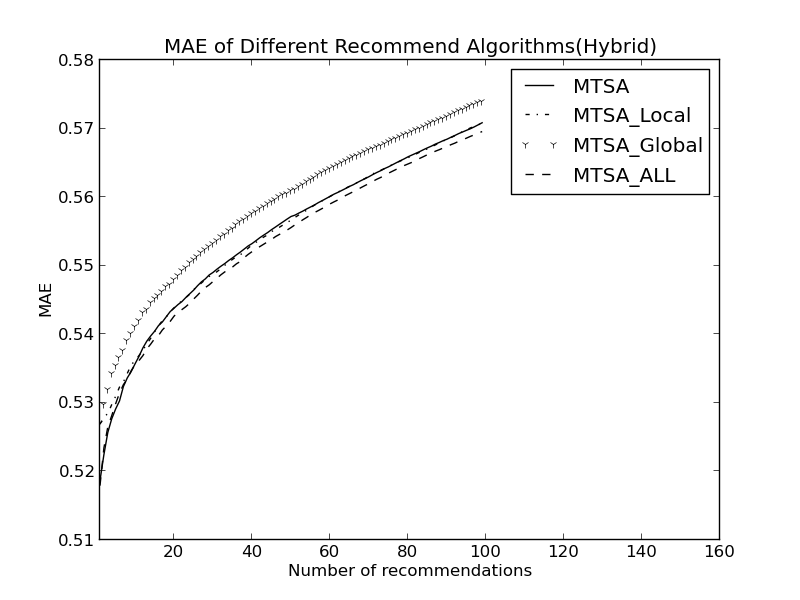 MAE of Different Recommend Algorithms(Hybrid)
0.58
0.57
0.56
0.55
0.54
0.53
0.52
0.51
MAE
MTSA
MTSA_Local
MTSA_Global
MTSA_ALL
20 40 60 80 100 120 140 160
Number of recommendations